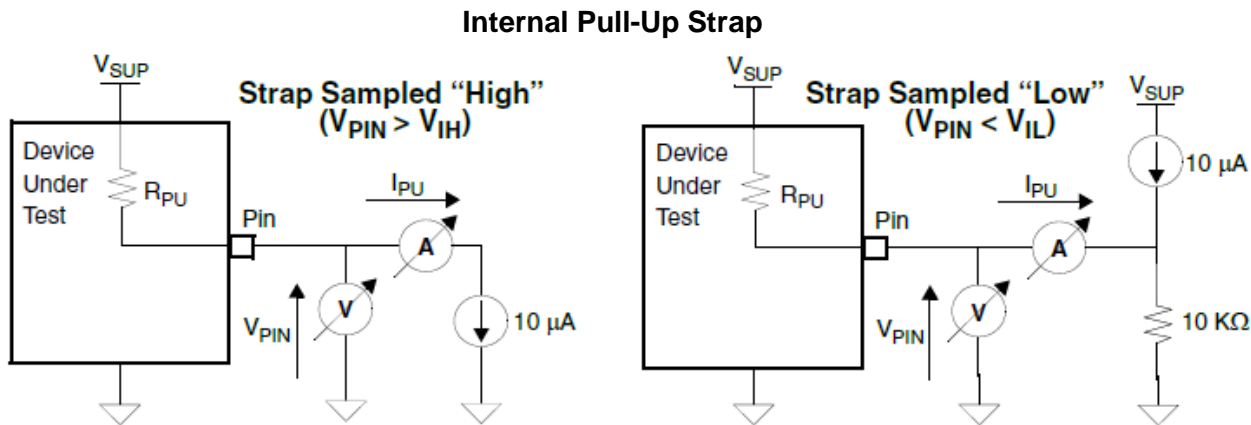 Internal Pull-Up Strap
VSUP
Strap Sampled “High”
(VPIN > VIH)
Device
Under
Test
RPU
Pin
IPU
A
V
VPIN
10 µA
VSUP
Strap Sampled “Low”
(VPIN < VIL)
VSUP
Device
Under
Test
RPU
Pin
IPU
10 µA
A
V
VPIN
10 KΩ